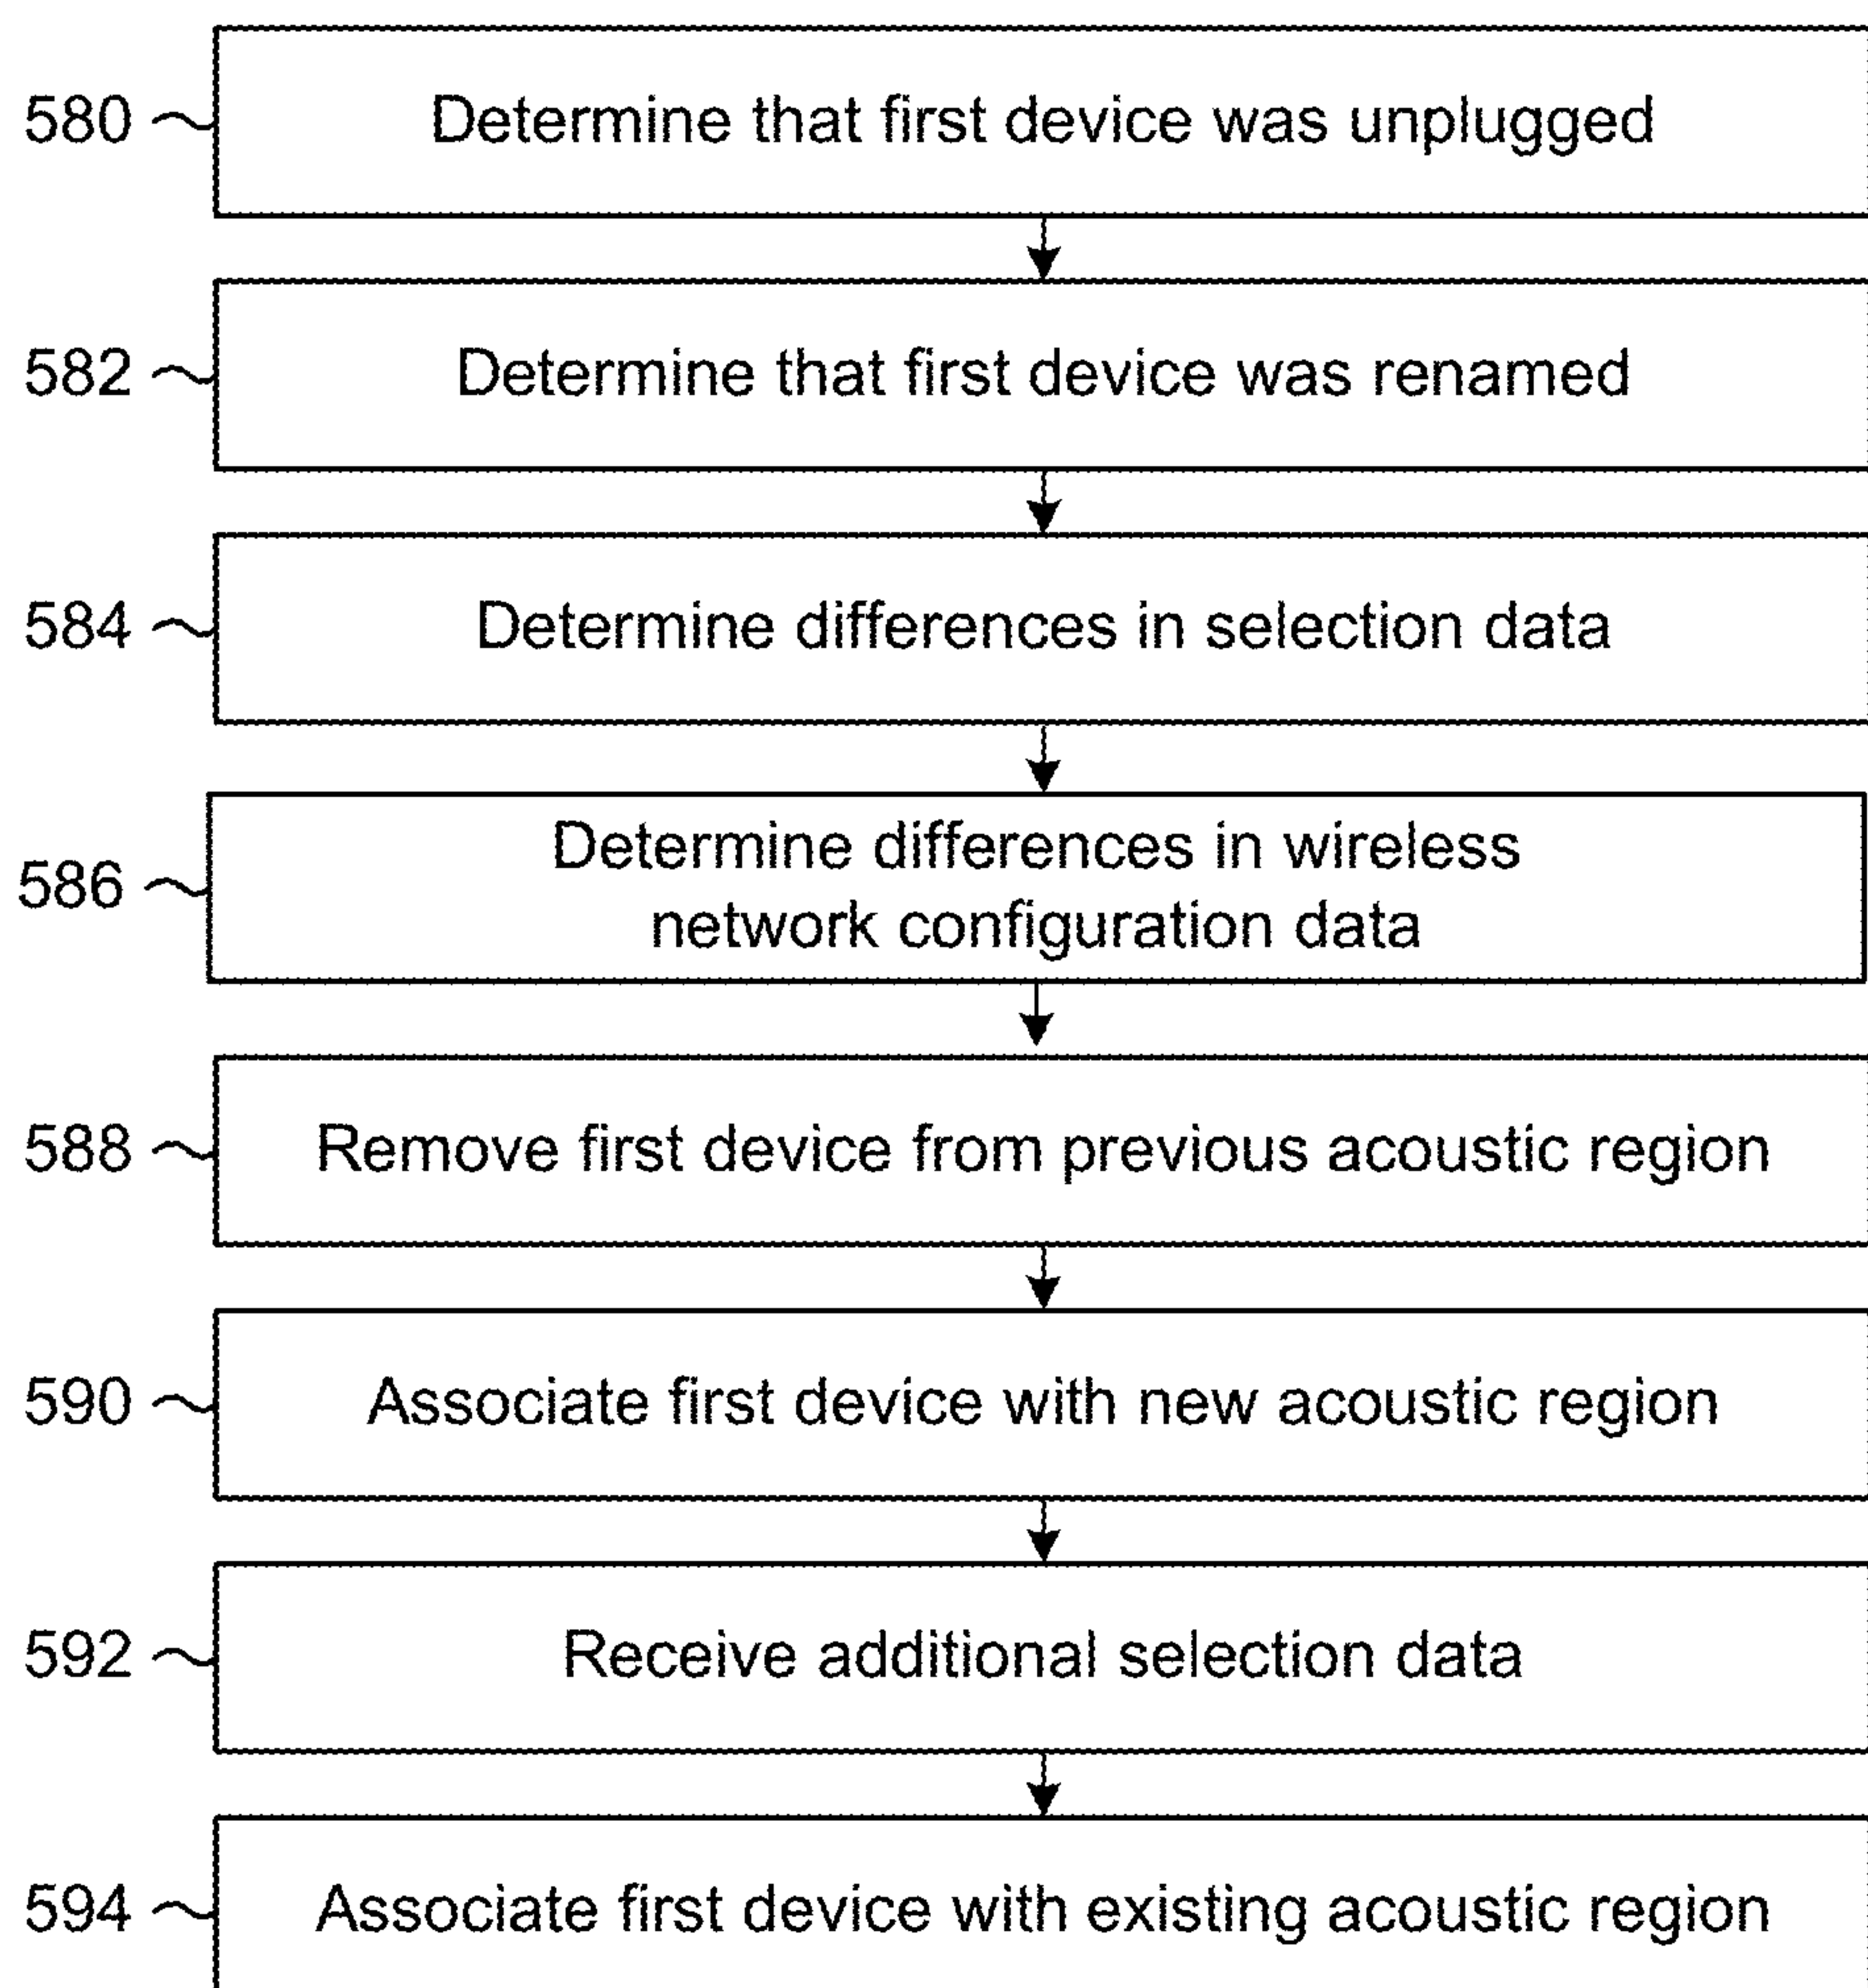 580
Determine that first device was unplugged
582
Determine that first device was renamed
584
Determine differences in selection data
586
Determine differences in wireless
network configuration data
588
Remove first device from previous acoustic region
590
Associate first device with new acoustic region
592
Receive additional selection data
594
Associate first device with existing acoustic region